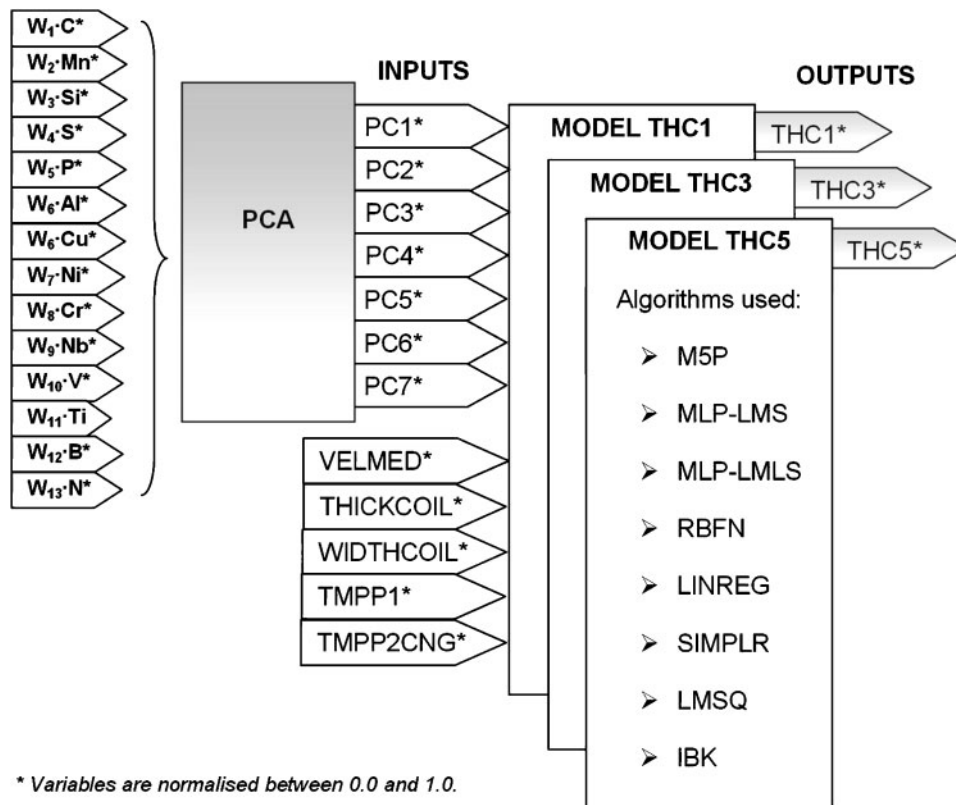 W₁·C*
W₂·Mn*
W₃·Si*
W₄·S*
W₅·P*
W₆·Al*
W₆·Cu*
W₇·Ni*
W₈·Cr*
W₉·Nb*
W₁₀·V*
W₁₁·Ti
W₁₂·B*
W₁₃·N*
PCA
INPUTS
PC1*
PC2*
PC3*
PC4*
PC5*
PC6*
PC7*
VELMED*
THICKCOIL*
WIDTHCOIL*
TMPP1*
TMPP2CNG*
OUTPUTS
MODEL THC1
THC1*
MODEL THC3
THC3*
MODEL THC5
THC5*
Algorithms used:
➢ M5P
➢ MLP-LMS
➢ MLP-LMLS
➢ RBFN
➢ LINREG
➢ SIMPLR
➢ LMSQ
➢ IBK
* Variables are normalised between 0.0 and 1.0.